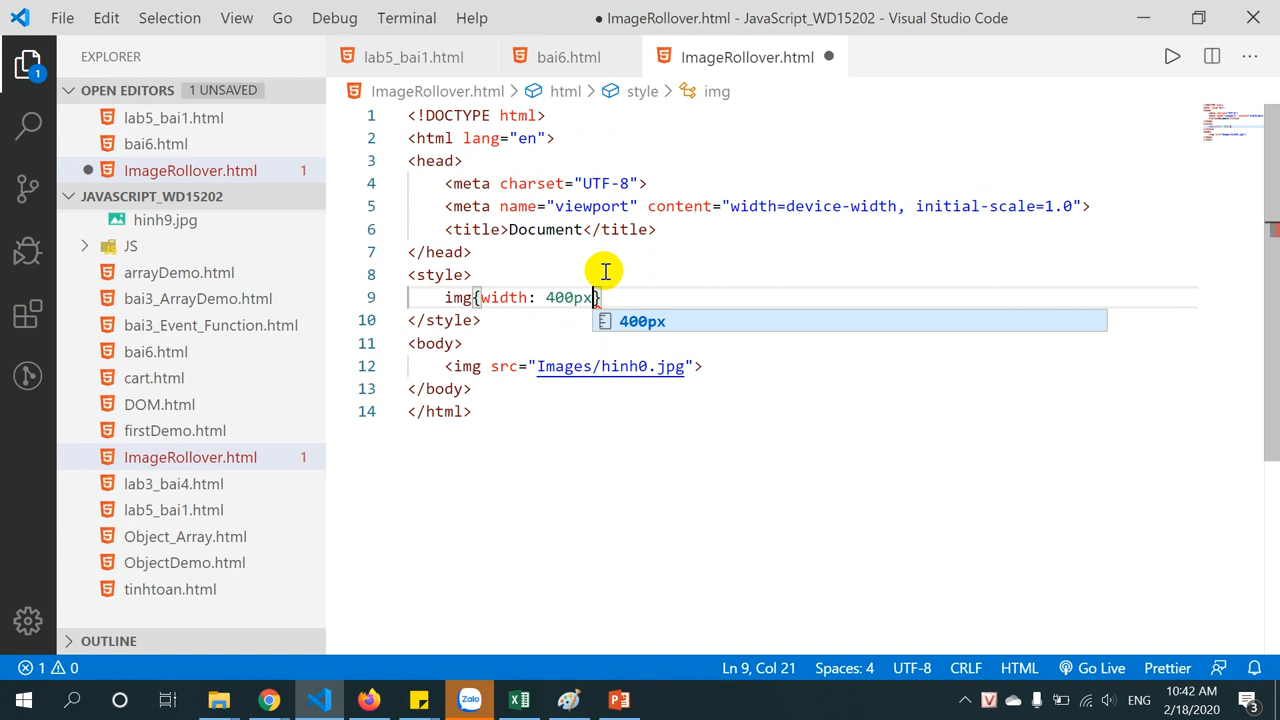 File Edit Selection View Go Debug Terminal Help
● ImageRollover.html - JavaScript_WD15202 - Visual Studio Code
EXPLORER
OPEN EDITORS 1 UNSAVED
lab5_bai1.html
bai6.html
ImageRollover.html 1
JAVASCRIPT_WD15202
hinh9.jpg
JS
arrayDemo.html
bai3_ArrayDemo.html
bai3_Event_Function.html
bai6.html
cart.html
DOM.html
firstDemo.html
ImageRollover.html 1
lab3_bai4.html
lab5_bai1.html
Object_Array.html
ObjectDemo.html
tinhtoan.html
OUTLINE
1
lab5_bai1.html bai6.html ImageRollover.html
ImageRollover.html > html > style > img
1 <!DOCTYPE html>
2 <html lang="en">
3 <head>
4 <meta charset="UTF-8">
5 <meta name="viewport" content="width=device-width, initial-scale=1.0">
6 <title>Document</title>
7 </head>
8 <style>
9 img{width: 400px}
10 </style>
400px
11 <body>
12 <img src="Images/hinh0.jpg">
13 </body>
14 </html>
1 0 Ln 9, Col 21 Spaces: 4 UTF-8 CRLF HTML Go Live Prettier
Zalo
ENG
10:42 AM
2/18/2020
3